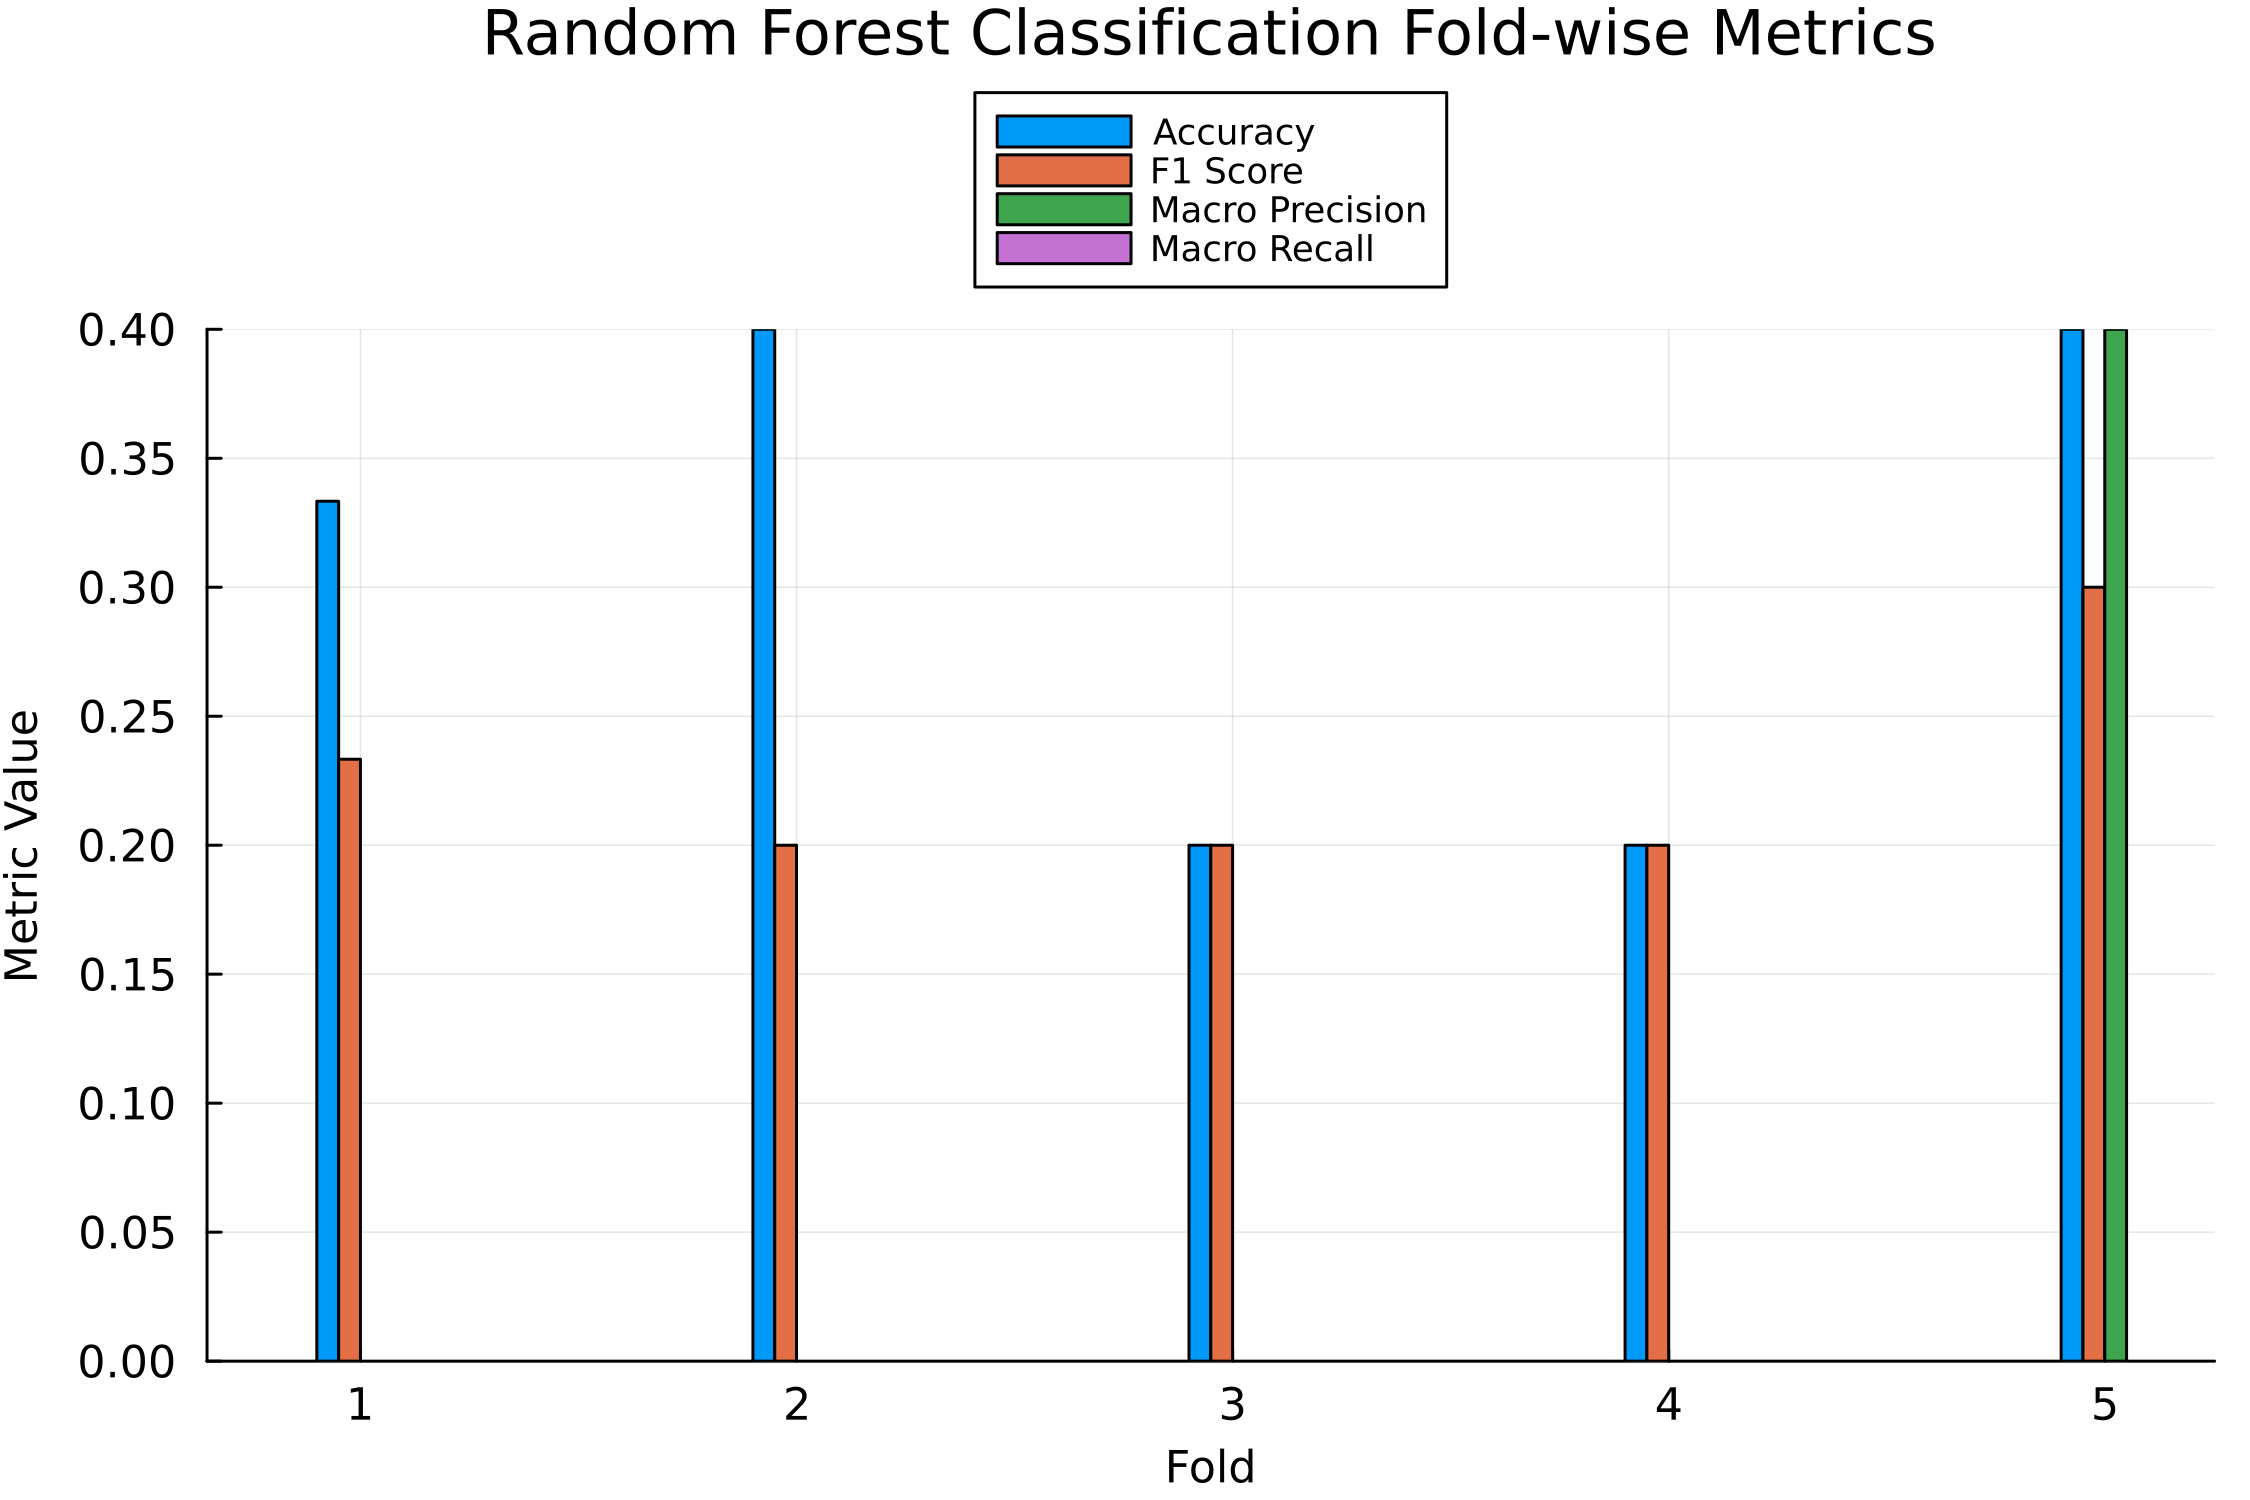 Random Forest Classification Fold-wise Metrics
Accuracy
F1 Score
Macro Precision
Macro Recall
0.40
0.35
0.30
0.25
0.20
0.15
0.10
0.05
0.00
Metric Value
1 2 3 4 5
Fold